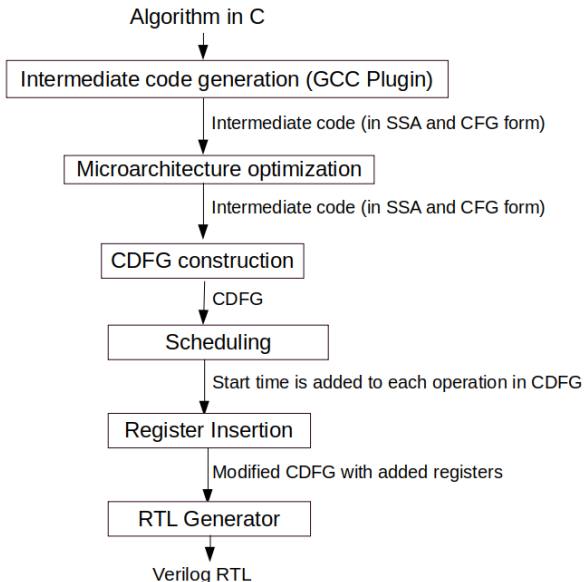 Algorithm in C
Intermediate code generation (GCC Plugin)
Intermediate code (in SSA and CFG form)
Microarchitecture optimization
Intermediate code (in SSA and CFG form)
CDFG construction
CDFG
Scheduling
Start time is added to each operation in CDFG
Register Insertion
Modified CDFG with added registers
RTL Generator
Verilog RTL